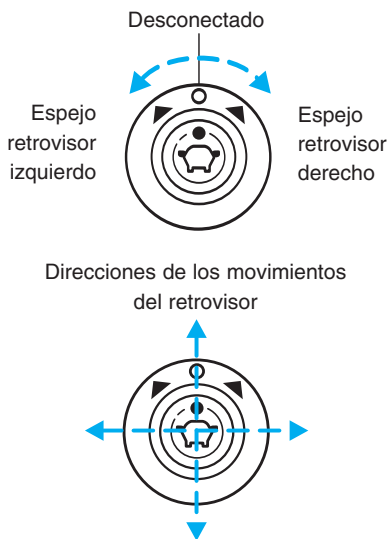 Desconectado
Espejo
retrovisor
izquierdo
Espejo
retrovisor
derecho
Direcciones de los movimientos
del retrovisor